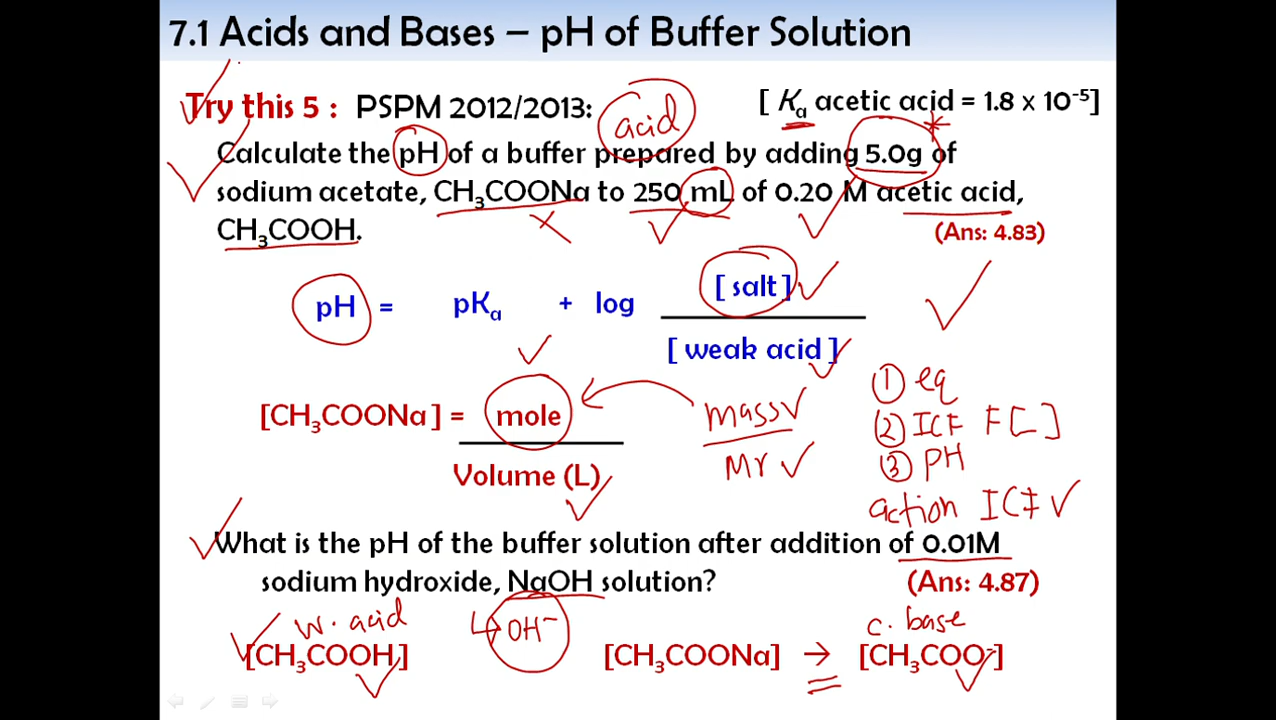 7.1 Acids and Bases – pH of Buffer Solution
Try this 5 : PSPM 2012/2013:
[ Kₐ acetic acid = 1.8 x 10⁻⁵]
acid
Calculate the pH of a buffer prepared by adding 5.0g of
sodium acetate, CH₃COONa to 250 mL of 0.20 M acetic acid,
CH₃COOH.
(Ans: 4.83)
pH = pKₐ + log [ salt ]
[ weak acid ]
① eq
[CH₃COONa ] = mole
mass
② ICF F[ ]
Volume (L)
Mr
③ PH
action ICF
What is the pH of the buffer solution after addition of 0.01M
sodium hydroxide, NaOH solution?
(Ans: 4.87)
w. acid
OH⁻
c. base
[CH₃COOH] [CH₃COONa] → [CH₃COO⁻]